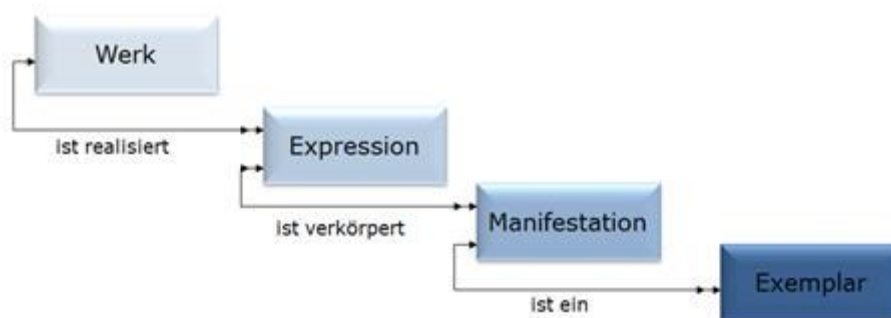 Werk
ist realisiert
Expression
ist verkörpert
Manifestation
ist ein
Exemplar